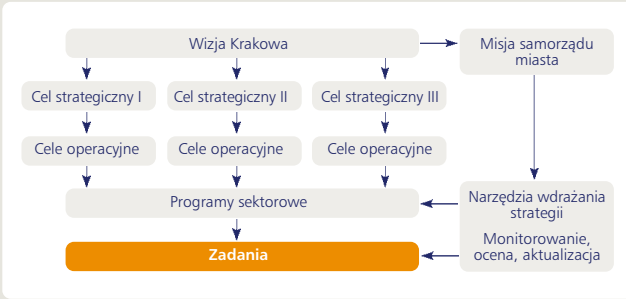 Wizja Krakowa
Misja samorządu
miasta
Cel strategiczny I
Cel strategiczny II
Cel strategiczny III
Cele operacyjne
Cele operacyjne
Cele operacyjne
Programy sektorowe
Narzędzia wdrażania
strategii
Monitorowanie,
ocena, aktualizacja
Zadania